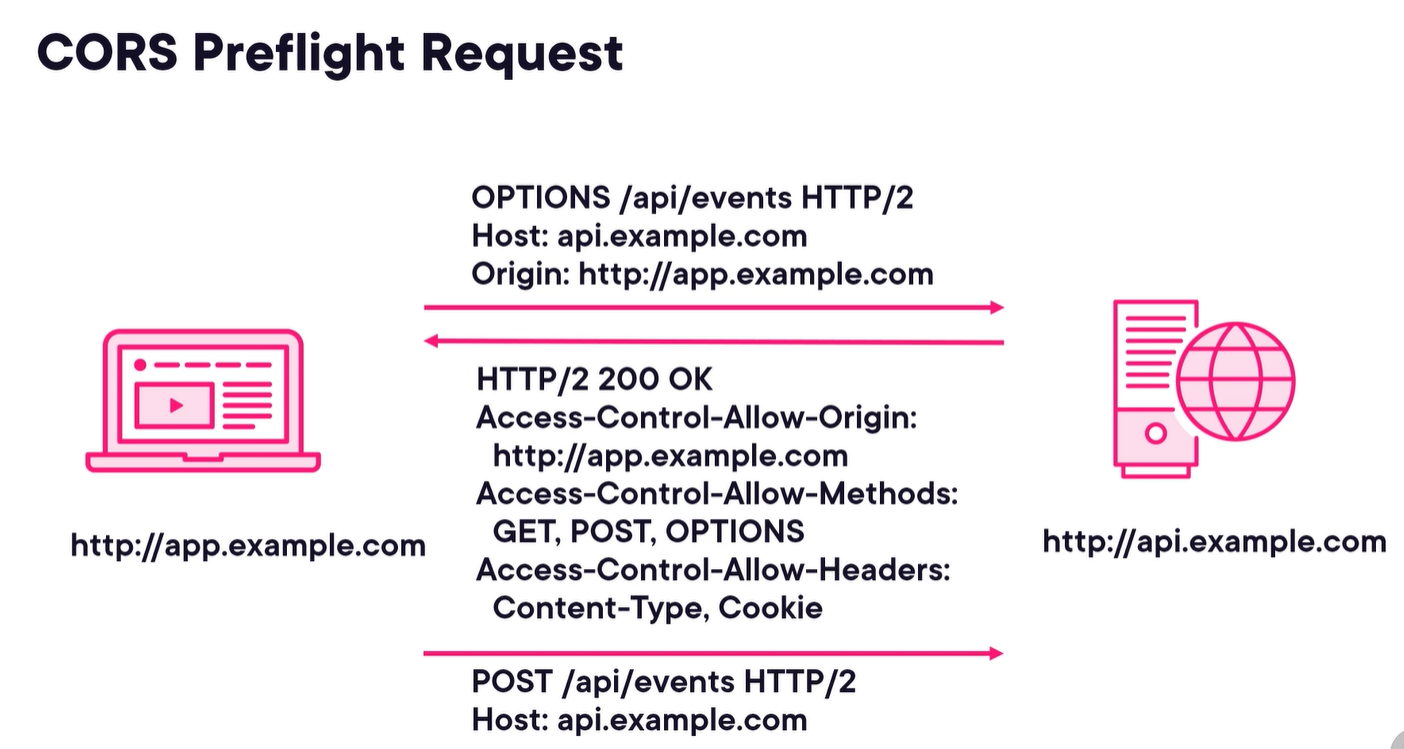 CORS Preflight Request
OPTIONS /api/events HTTP/2
Host: api.example.com
Origin: http://app.example.com
HTTP/2 200 OK
Access-Control-Allow-Origin:
http://app.example.com
Access-Control-Allow-Methods:
GET, POST, OPTIONS
Access-Control-Allow-Headers:
Content-Type, Cookie
http://app.example.com
http://api.example.com
POST /api/events HTTP/2
Host: api.example.com